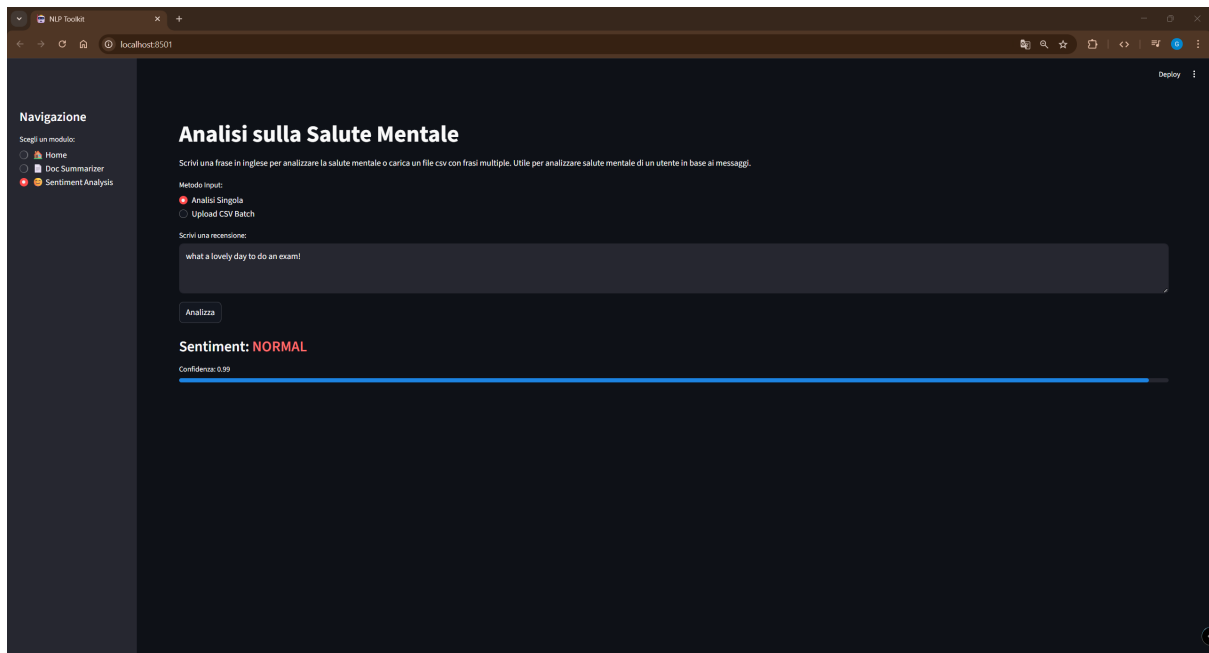 NLP Toolkit
localhost:8501
Deploy
Navigazione
Scegli un modulo:
Home
Doc Summarizer
Sentiment Analysis
Analisi sulla Salute Mentale
Scrivi una frase in inglese per analizzare la salute mentale o carica un file csv con frasi multiple. Utile per analizzare salute mentale di un utente in base ai messaggi.
Metodo Input:
Analisi Singola
Upload CSV Batch
Scrivi una recensione:
what a lovely day to do an exam!
Analizza
Sentiment: NORMAL
Confidenza: 0.99